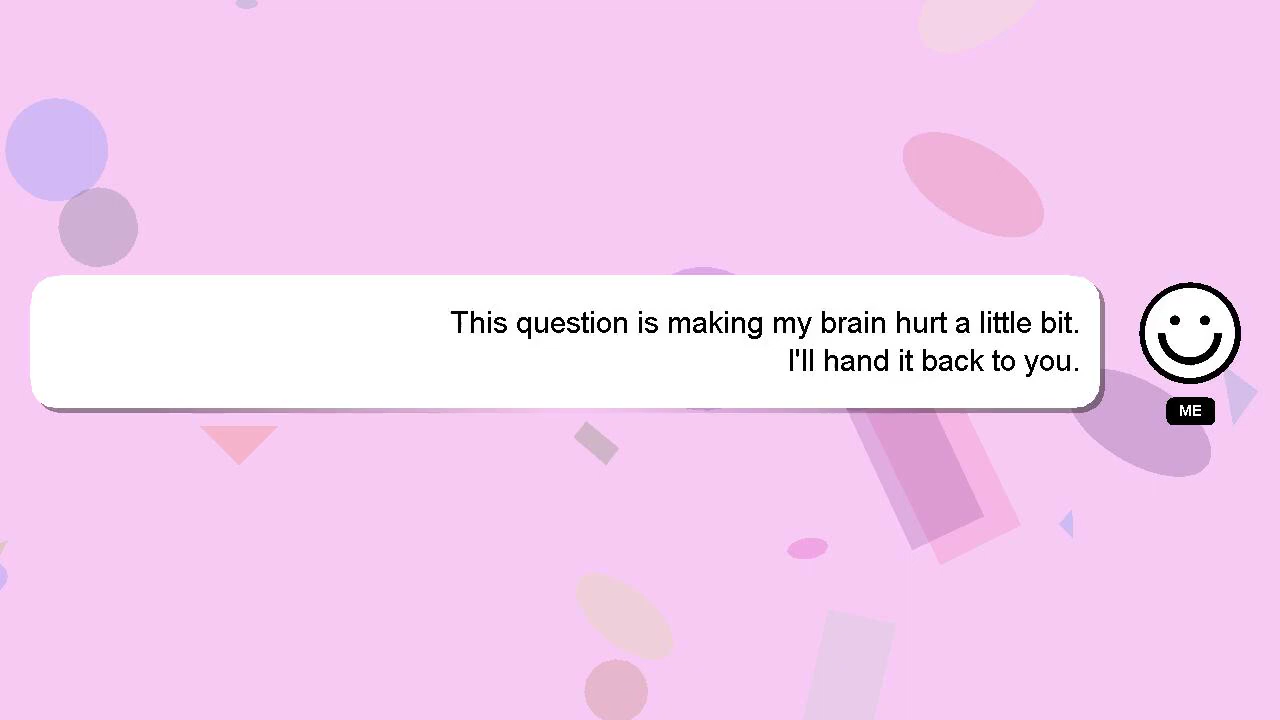 This question is making my brain hurt a little bit.
I'll hand it back to you.
ME